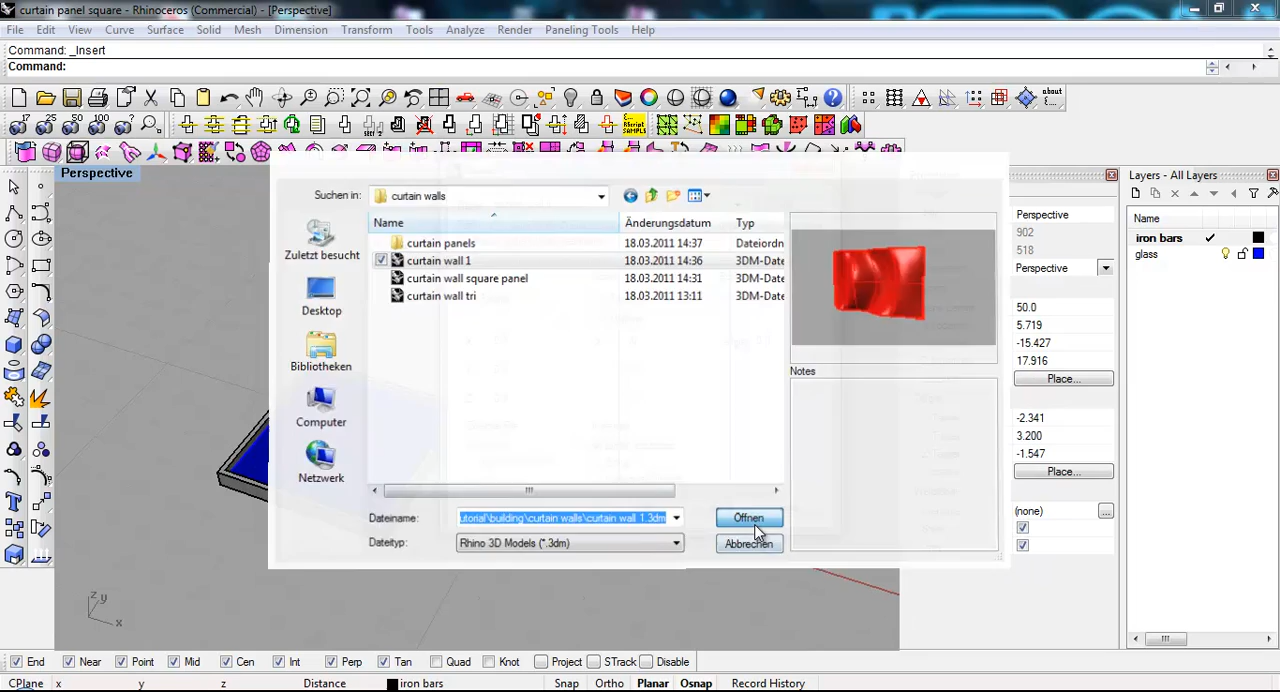 curtain panel square - Rhinoceros (Commercial) - [Perspective]
File Edit View Curve Surface Solid Mesh Dimension Transform Tools Analyze Render Paneling Tools Help
Command: _Insert
Command:
about
25 50 100
RScript
SAMPLE
Perspective
Suchen in: curtain walls
Name Änderungsdatum Typ
curtain panels 18.03.2011 14:37 Dateiordn
curtain wall 1 18.03.2011 14:36 3DM-Date
curtain wall square panel 18.03.2011 14:31 3DM-Date
curtain wall tri 18.03.2011 13:11 3DM-Date
Zuletzt besucht
Desktop
Bibliotheken
Computer
Netzwerk
Notes
Dateiname: utorial\building\curtain walls\curtain wall 1.3dm Öffnen
Dateityp: Rhino 3D Models (*.3dm) Abbrechen
Perspective
902
518
Perspective
50.0
5.719
-15.427
17.916
Place...
-2.341
3.200
-1.547
Place...
(none)
Layers - All Layers
Name
iron bars
glass
z y
x
End Near Point Mid Cen Int Perp Tan Quad Knot Project STrack Disable
CPlane x y z Distance iron bars Snap Ortho Planar Osnap Record History